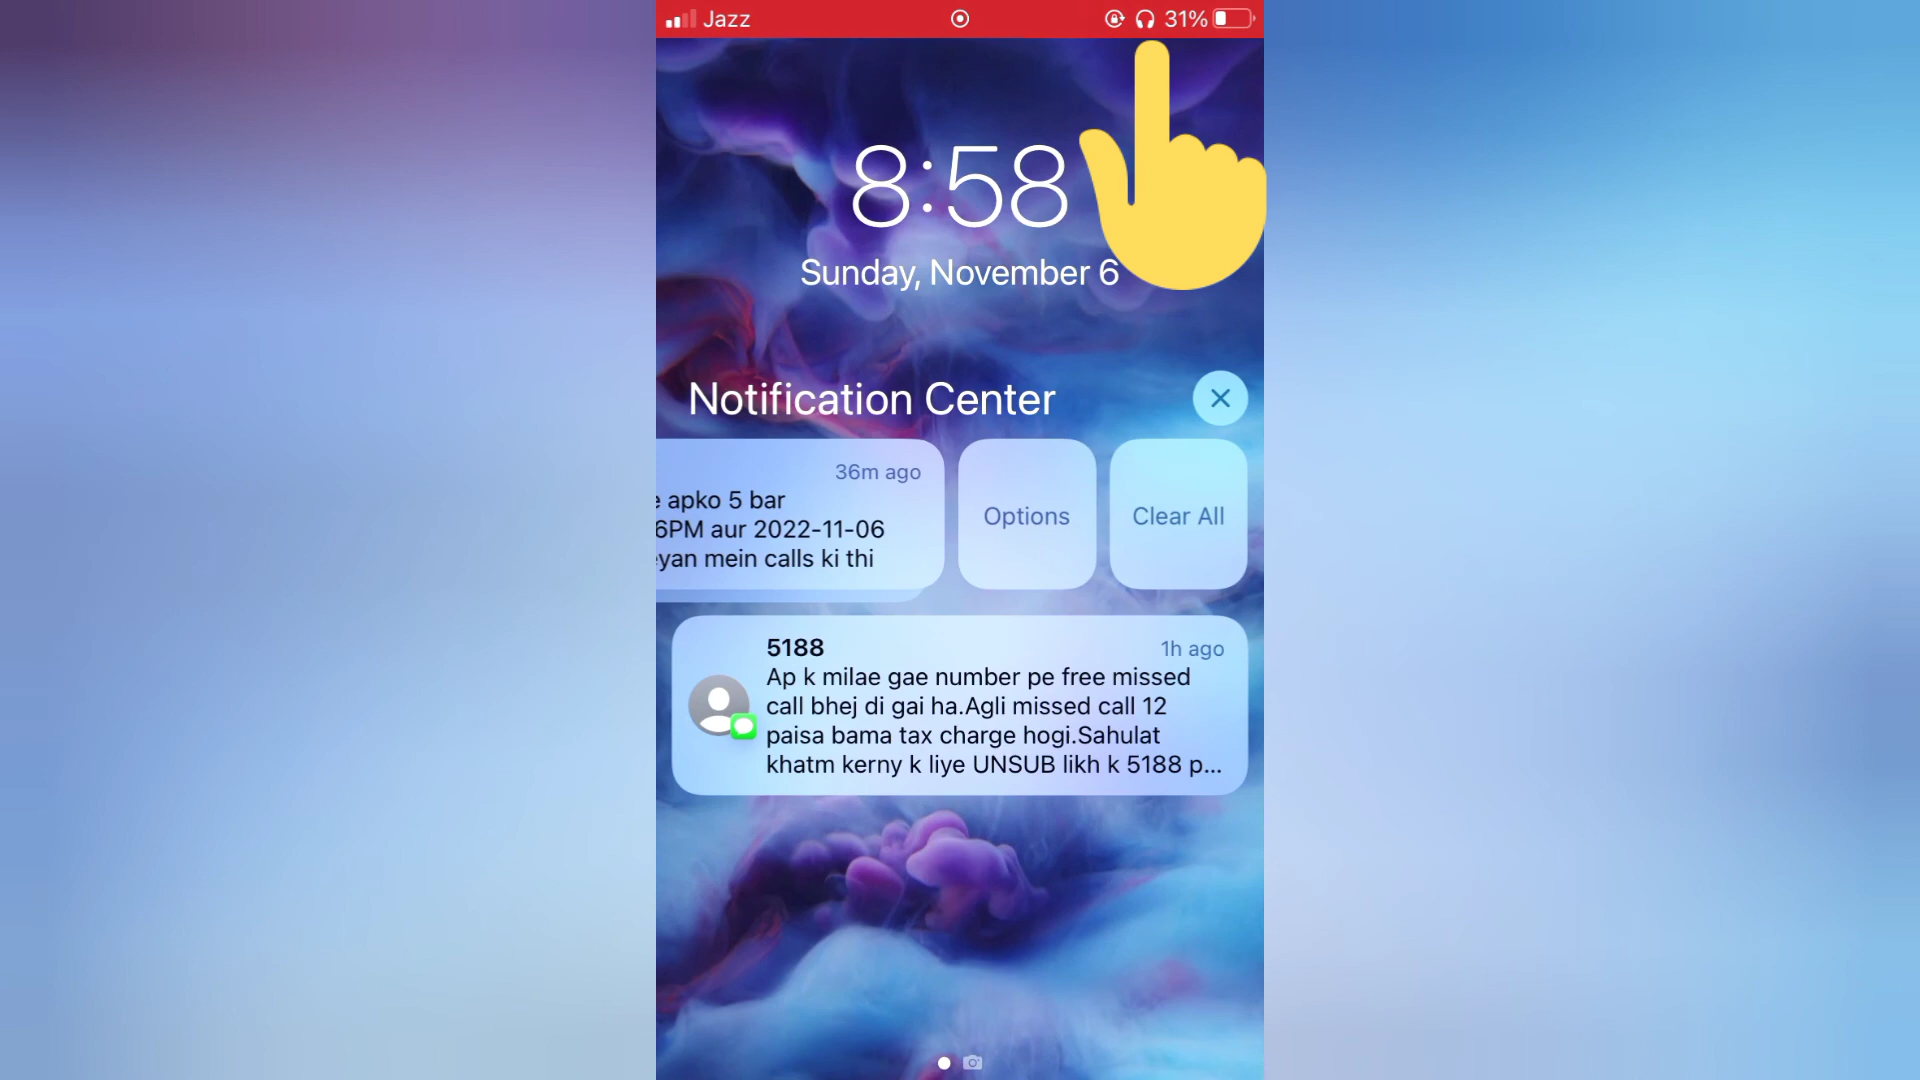 Jazz
31%
8:58
Sunday, November 6
Notification Center
36m ago
apko 5 bar
6PM aur 2022-11-06
mein calls ki thi
Options
Clear All
5188
1h ago
Ap k milae gae number pe free missed
call bhej di gai ha.Agli missed call 12
paisa bama tax charge hogi.Sahulat
khatm kerny k liye UNSUB likh k 5188 p...